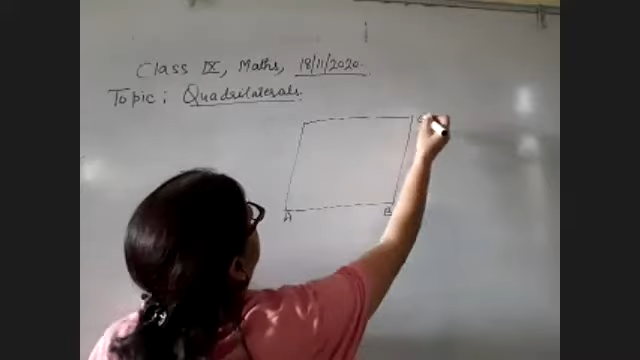 Class IX, Maths, 18/11/2020.
Topic: Quadrilaterals.
C
A B